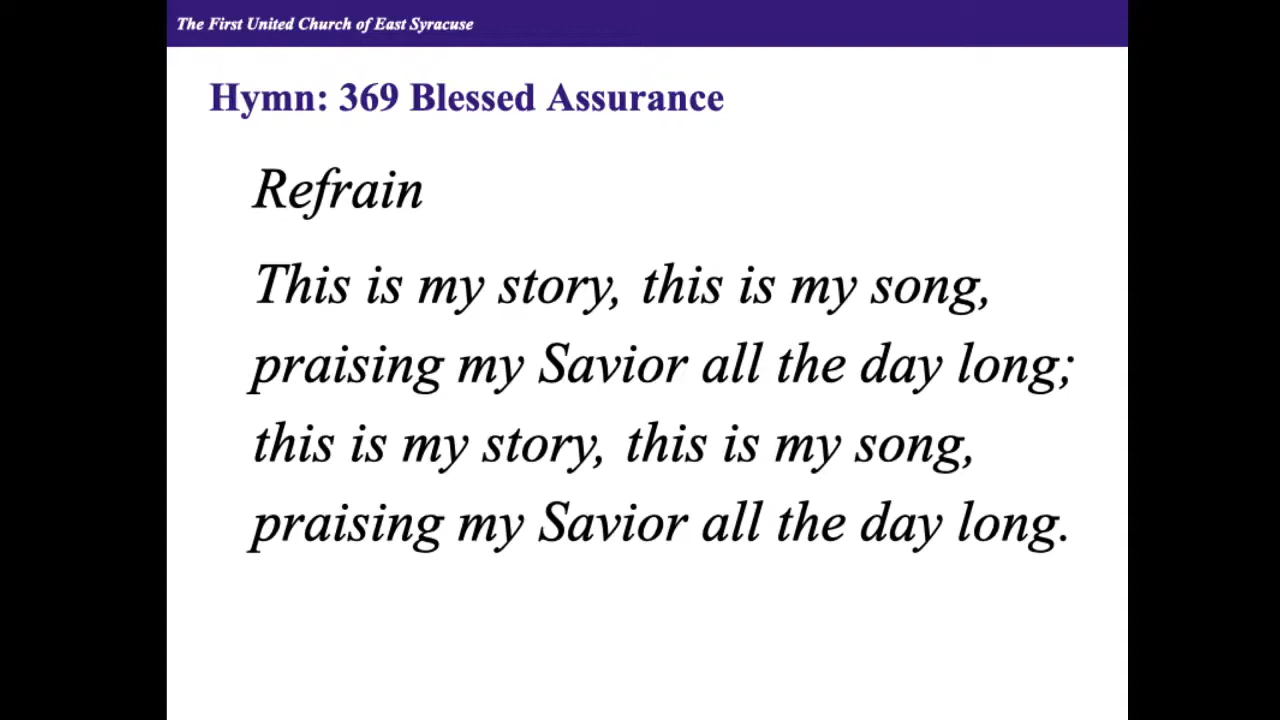 The First United Church of East Syracuse
Hymn: 369 Blessed Assurance
Refrain
This is my story, this is my song,
praising my Savior all the day long;
this is my story, this is my song,
praising my Savior all the day long.